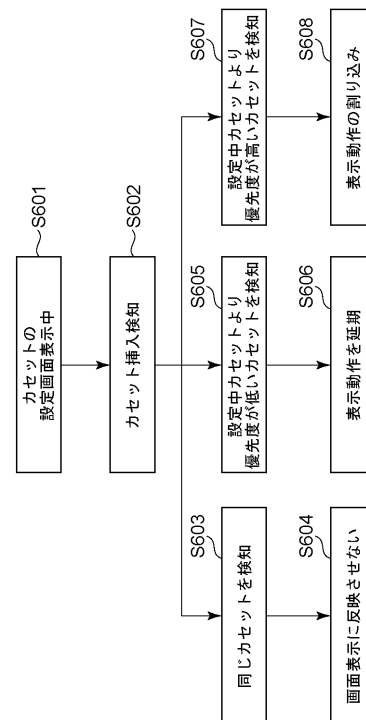 S601
カセットの
設定画面表示中
S602
カセット挿入検知
S603
同じカセットを検知
S604
画面表示に反映させない
S605
設定中カセットより
優先度が低いカセットを検知
S606
表示動作を延期
S607
設定中カセットより
優先度が高いカセットを検知
S608
表示動作の割り込み